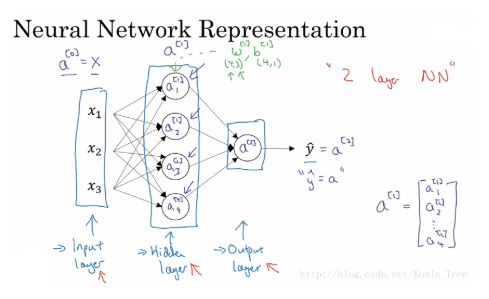 Neural Network Representation
a^[0] = x
a^[1]
w^[1], b^[1]
(4,3) (4,1)
"2 layer NN"
x₁
x₂
x₃
a₁^[1]
a₂^[1]
a₃^[1]
a₄^[1]
a^[2]
ŷ = a^[2]
"ŷ = a"
a^[1] = [a₁^[1]
a₂^[1]
⋮
a₄^[1]]
→ Input layer
→ Hidden layer
→ Output layer
http://blog.csdn.net/Koala_Tree